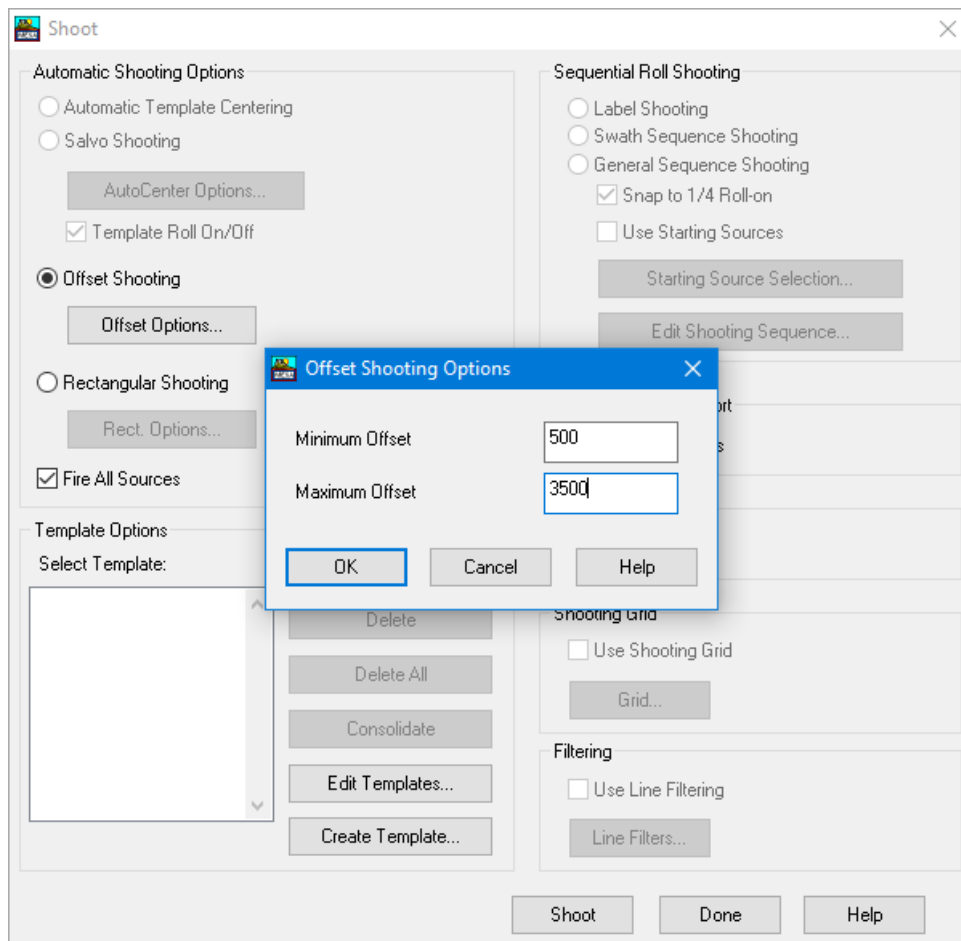 Shoot
Automatic Shooting Options
Automatic Template Centering
Salvo Shooting
AutoCenter Options...
Template Roll On/Off
Offset Shooting
Offset Options...
Rectangular Shooting
Rect. Options...
Fire All Sources
Template Options
Select Template:
Delete
Delete All
Consolidate
Edit Templates...
Create Template...
Sequential Roll Shooting
Label Shooting
Swath Sequence Shooting
General Sequence Shooting
Snap to 1/4 Roll-on
Use Starting Sources
Starting Source Selection...
Edit Shooting Sequence...
Shooting Grid
Use Shooting Grid
Grid...
Filtering
Use Line Filtering
Line Filters...
Shoot
Done
Help
Offset Shooting Options
Minimum Offset
500
Maximum Offset
3500
OK
Cancel
Help